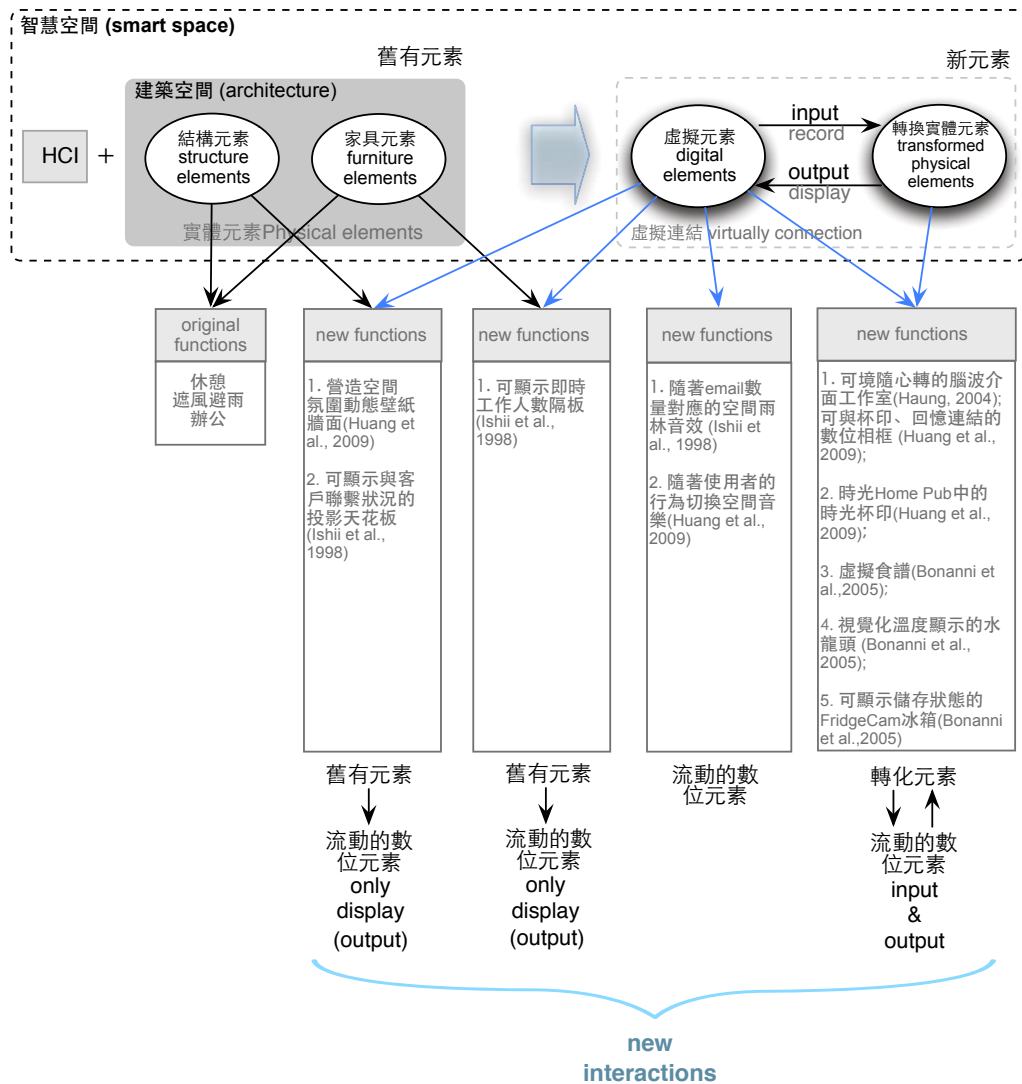 智慧空間 (smart space)
舊有元素
新元素
建築空間 (architecture)
HCI
+
結構元素
structure
elements
家具元素
furniture
elements
實體元素Physical elements
虛擬元素
digital
elements
input
record
output
display
轉換實體元素
transformed
physical
elements
虛擬連結 virtually connection
original
functions
休憩
遮風避雨
辦公
new functions
1. 營造空間
氛圍動態壁紙
牆面(Huang et
al., 2009)
2. 可顯示與客
戶聯繫狀況的
投影天花板
(Ishii et al.,
1998)
new functions
1. 可顯示即時
工作人數隔板
(Ishii et al.,
1998)
new functions
1. 隨著email數
量對應的空間雨
林音效 (Ishii et
al., 1998)
2. 隨著使用者的
行為切換空間音
樂(Huang et al.,
2009)
new functions
1. 可境隨心轉的腦波介
面工作室(Haung, 2004);
可與杯印、回憶連結的
數位相框 (Huang et al.,
2009);
2. 時光Home Pub中的
時光杯印(Huang et al.,
2009);
3. 虛擬食譜(Bonanni et
al.,2005);
4. 視覺化溫度顯示的水
龍頭 (Bonanni et al.,
2005);
5. 可顯示儲存狀態的
FridgeCam冰箱(Bonanni
et al.,2005)
舊有元素
流動的數
位元素
only
display
(output)
舊有元素
流動的數
位元素
only
display
(output)
流動的數
位元素
轉化元素
流動的數
位元素
input
&
output
new
interactions